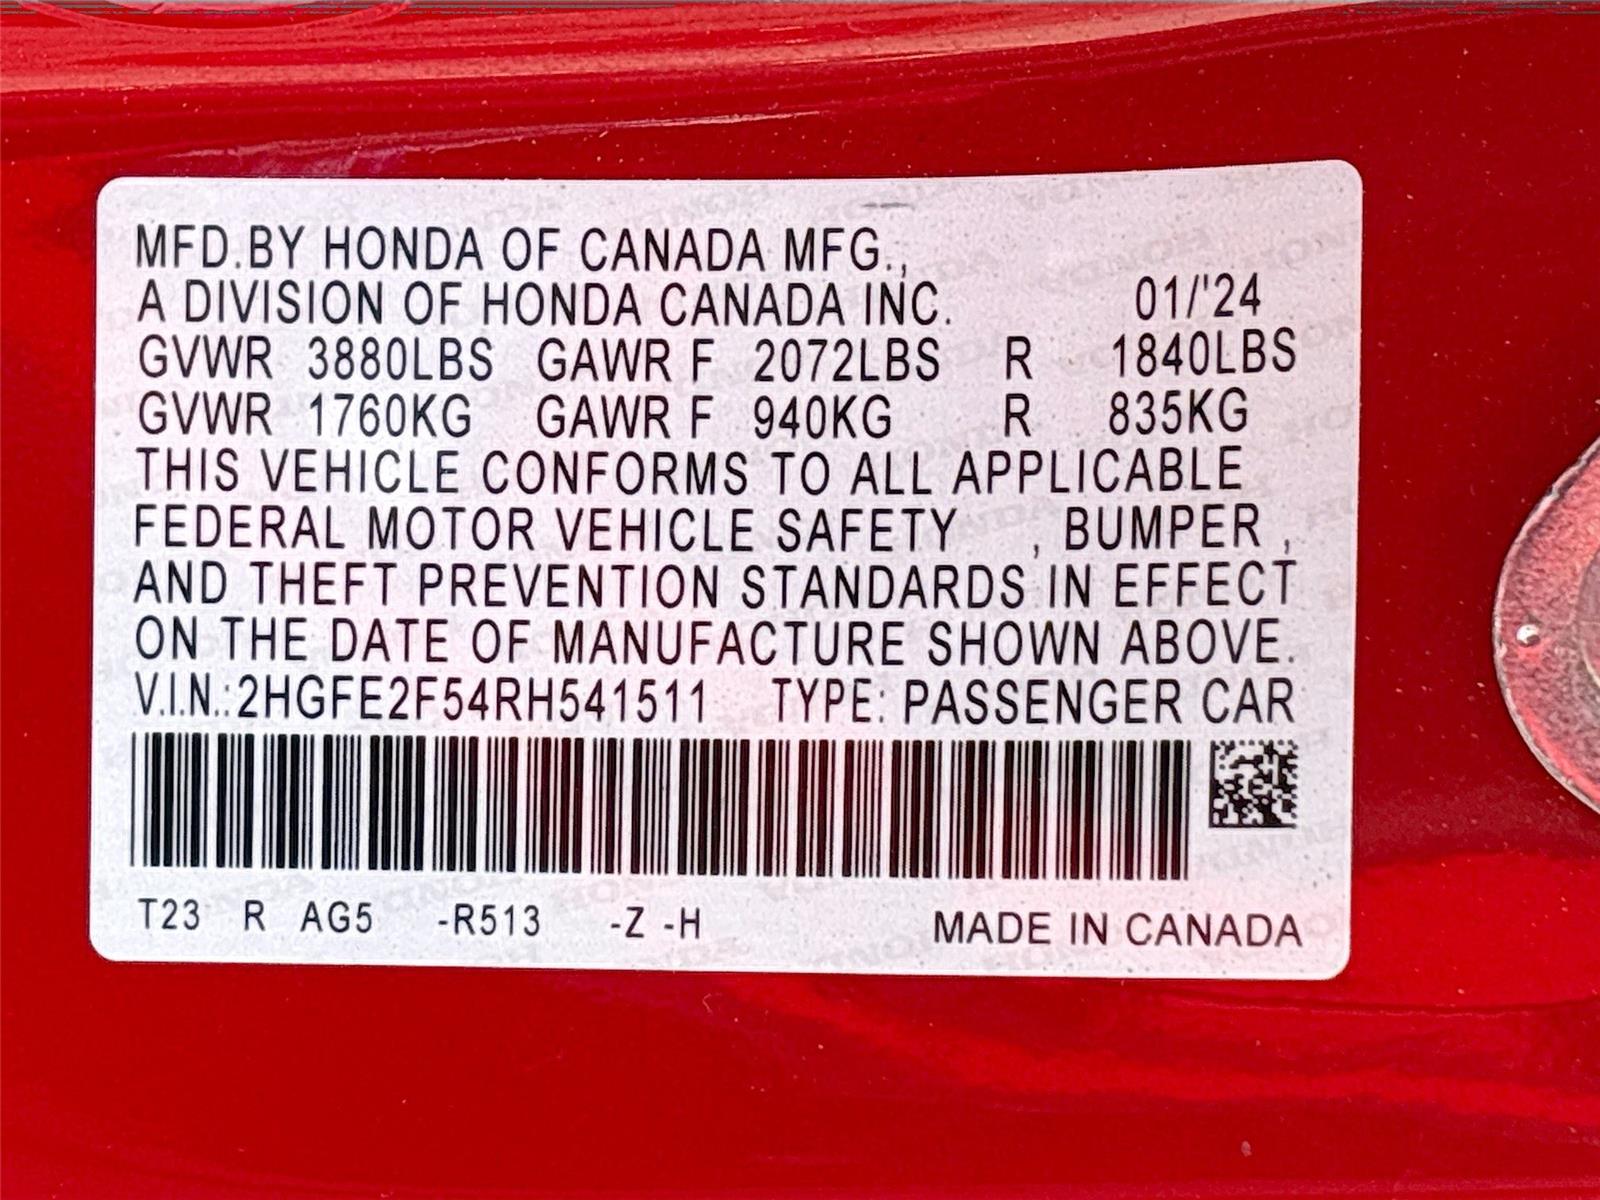 MFD.BY HONDA OF CANADA MFG.,
A DIVISION OF HONDA CANADA INC. 01/'24
GVWR 3880LBS GAWR F 2072LBS R 1840LBS
GVWR 1760KG GAWR F 940KG R 835KG
THIS VEHICLE CONFORMS TO ALL APPLICABLE
FEDERAL MOTOR VEHICLE SAFETY , BUMPER ,
AND THEFT PREVENTION STANDARDS IN EFFECT
ON THE DATE OF MANUFACTURE SHOWN ABOVE.
V.I.N.:2HGFE2F54RH541511 TYPE: PASSENGER CAR
T23 R AG5 -R513 -Z -H MADE IN CANADA